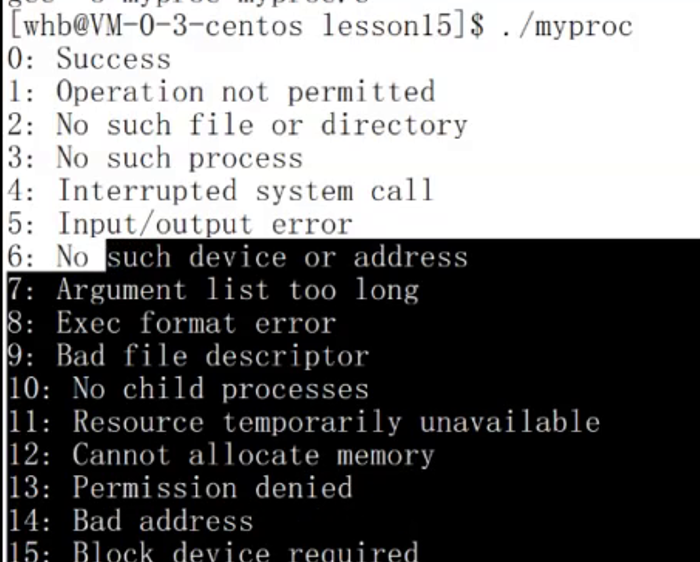 [whb@VM-0-3-centos lesson15]$ ./myproc
0: Success
1: Operation not permitted
2: No such file or directory
3: No such process
4: Interrupted system call
5: Input/output error
6: No such device or address
7: Argument list too long
8: Exec format error
9: Bad file descriptor
10: No child processes
11: Resource temporarily unavailable
12: Cannot allocate memory
13: Permission denied
14: Bad address
15: Block device required